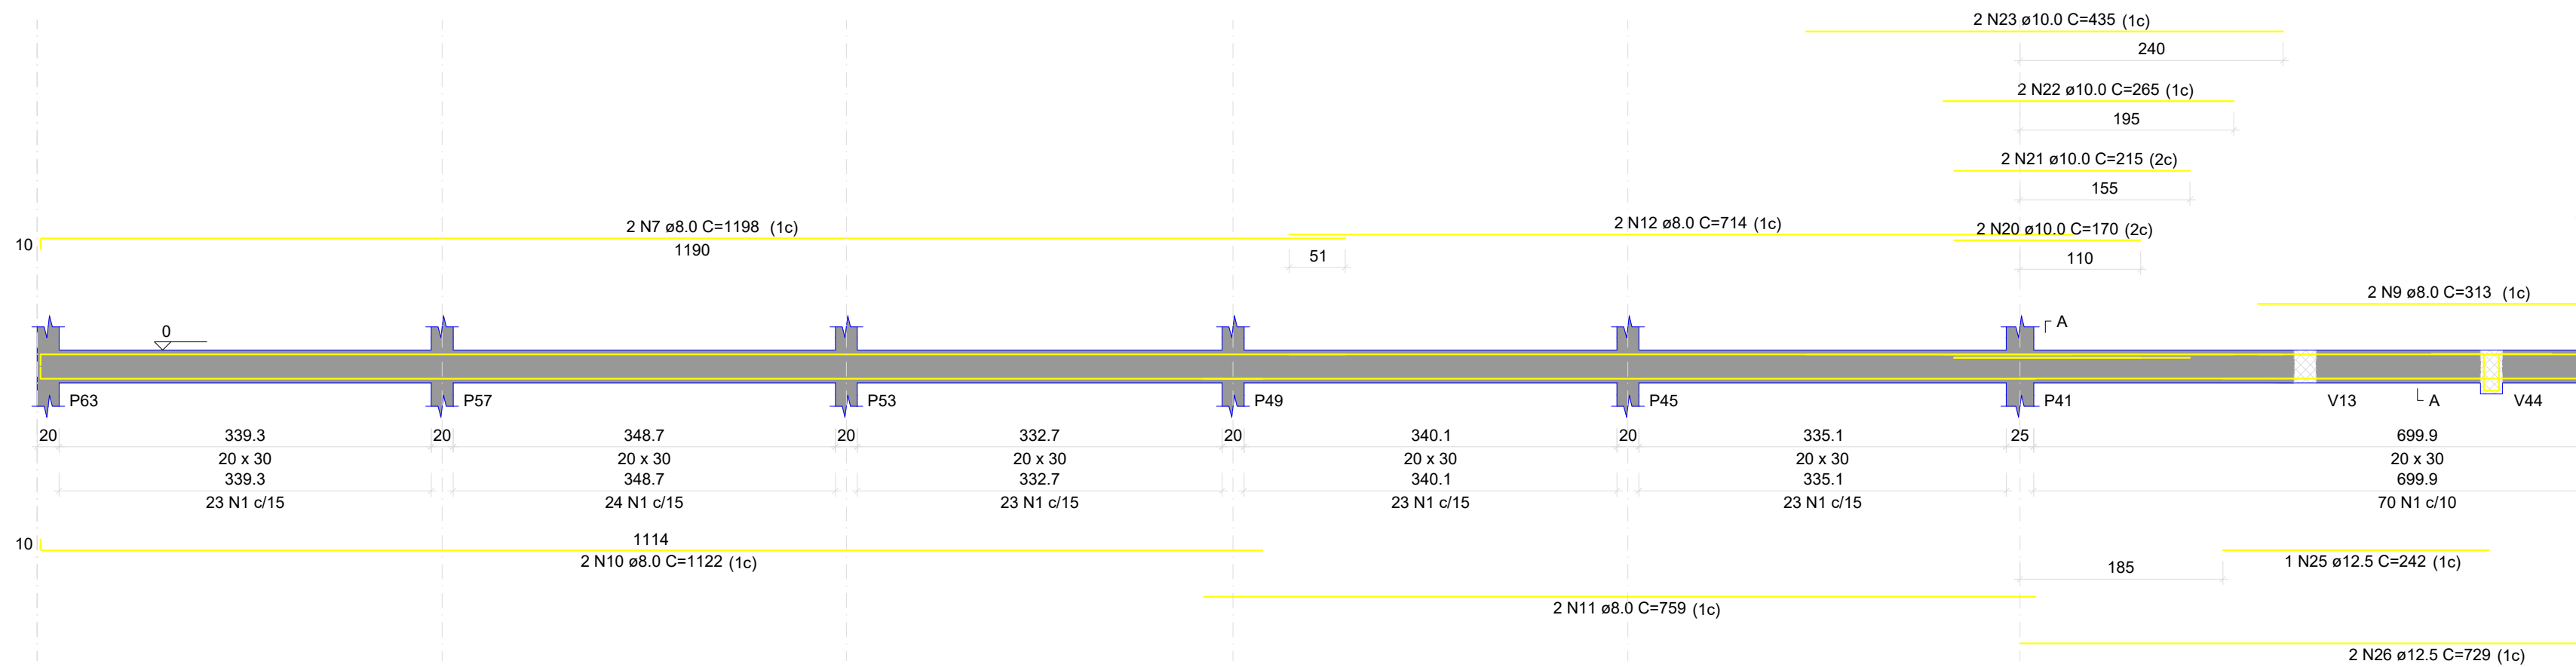 2 N23 ø10.0 C=435 (1c)
240
2 N22 ø10.0 C=265 (1c)
195
2 N21 ø10.0 C=215 (2c)
155
2 N7 ø8.0 C=1198 (1c)
2 N12 ø8.0 C=714 (1c)
2 N20 ø10.0 C=170 (2c)
10
1190
51
110
2 N9 ø8.0 C=313 (1c)
0
A
P63
P57
P53
P49
P45
P41
V13
A
V44
20 339.3 20 348.7 20 332.7 20 340.1 20 335.1 25 699.9
20 x 30 20 x 30 20 x 30 20 x 30 20 x 30 20 x 30
339.3 348.7 332.7 340.1 335.1 699.9
23 N1 c/15 24 N1 c/15 23 N1 c/15 23 N1 c/15 23 N1 c/15 70 N1 c/10
10
1114
2 N10 ø8.0 C=1122 (1c)
1 N25 ø12.5 C=242 (1c)
185
2 N11 ø8.0 C=759 (1c)
2 N26 ø12.5 C=729 (1c)